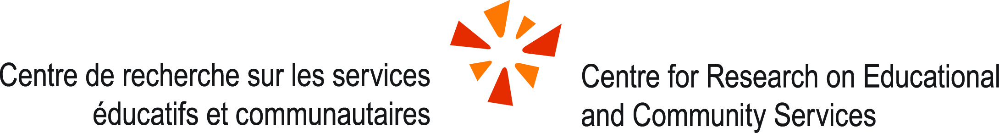 Centre de recherche sur les services
éducatifs et communautaires
Centre for Research on Educational
and Community Services